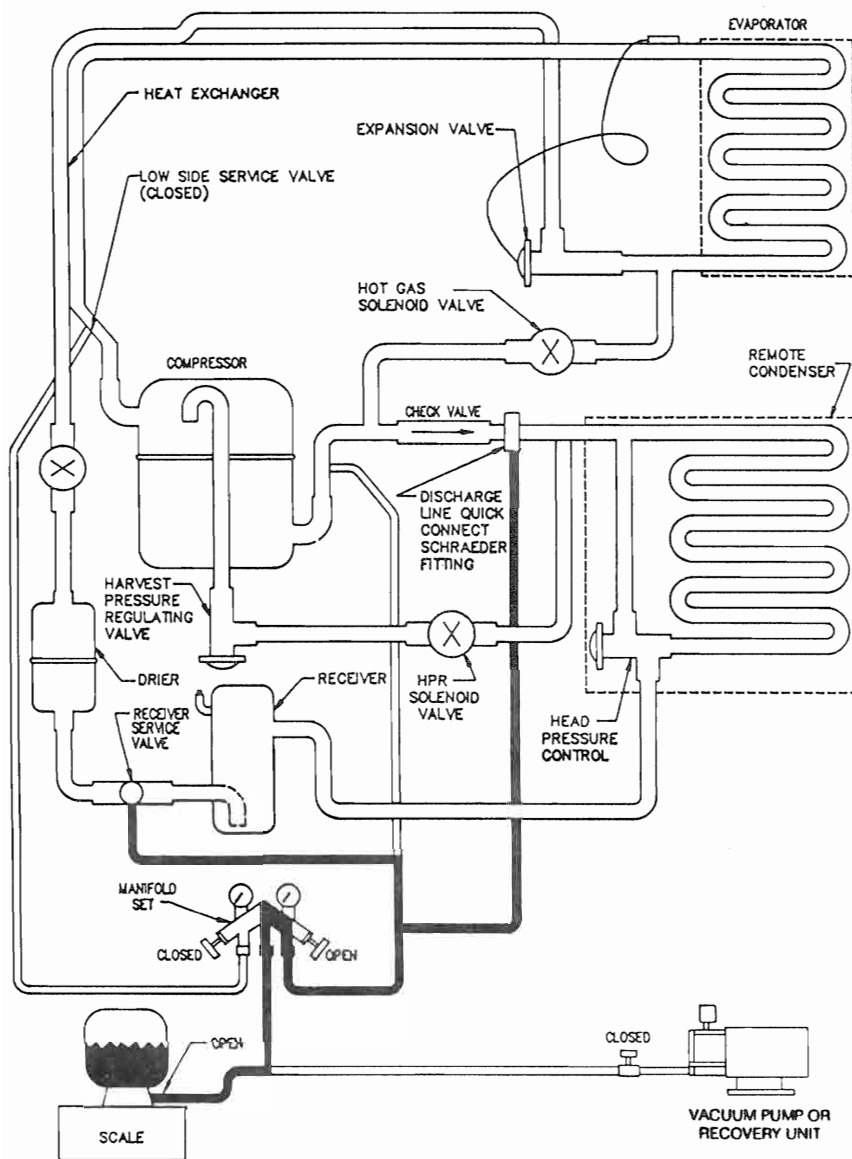 EVAPORATOR
HEAT EXCHANGER
EXPANSION VALVE
LOW SIDE SERVICE VALVE
(CLOSED)
HOT GAS
SOLENOID VALVE
REMOTE
CONDENSER
COMPRESSOR
CHECK VALVE
DISCHARGE
LINE QUICK
CONNECT
SCHRAEDER
FITTING
HARVEST
PRESSURE
REGULATING
VALVE
DRIER
RECEIVER
HPR
SOLENOID
VALVE
RECEIVER
SERVICE
VALVE
HEAD
PRESSURE
CONTROL
MANIFOLD
SET
CLOSED
OPEN
OPEN
CLOSED
SCALE
VACUUM PUMP OR
RECOVERY UNIT